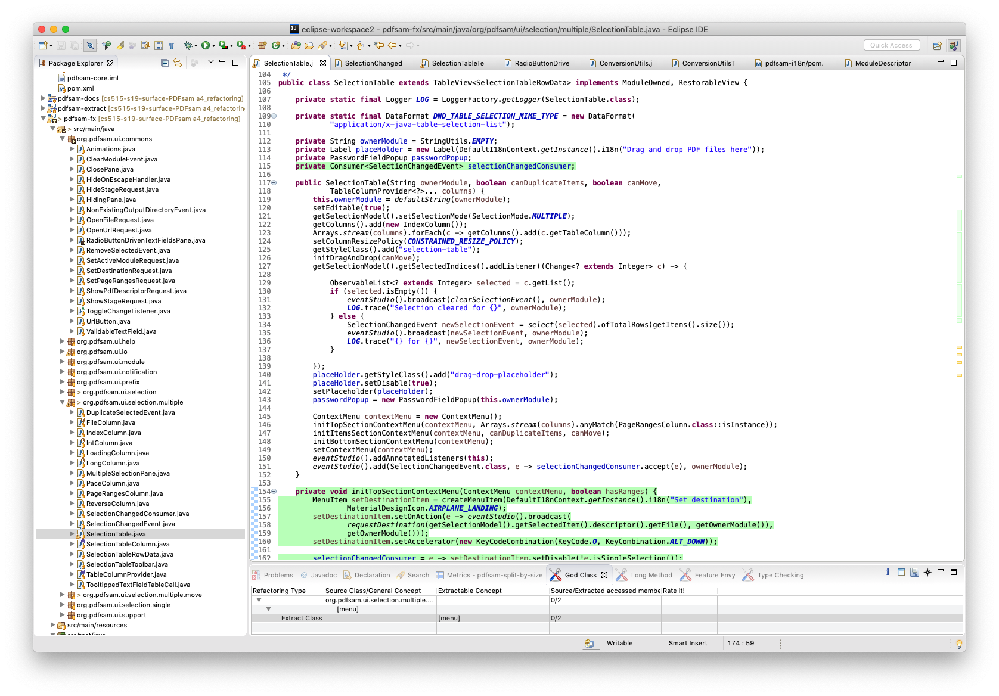 eclipse-workspace2 - pdfsam-fx/src/main/java/org/pdfsam/ui/selection/multiple/SelectionTable.java - Eclipse IDE
Quick Access
Package Explorer
pdfsam-core.iml
pom.xml
pdfsam-docs [cs515-s19-surface-PDFsam a4_refactoring]
pdfsam-extract [cs515-s19-surface-PDFsam a4_refactorin
> pdfsam-fx [cs515-s19-surface-PDFsam a4_refactoring]
> src/main/java
org.pdfsam.ui.commons
Animations.java
ClearModuleEvent.java
ClosePane.java
HideOnEscapeHandler.java
HideStageRequest.java
HidingPane.java
NonExistingOutputDirectoryEvent.java
OpenFileRequest.java
OpenUrlRequest.java
RadioButtonDrivenTextFieldsPane.java
RemoveSelectedEvent.java
SetActiveModuleRequest.java
SetDestinationRequest.java
SetPageRangesRequest.java
ShowPdfDescriptorRequest.java
ShowStageRequest.java
ToggleChangeListener.java
UrlButton.java
ValidableTextField.java
org.pdfsam.ui.help
org.pdfsam.ui.io
org.pdfsam.ui.module
org.pdfsam.ui.notification
org.pdfsam.ui.prefix
> org.pdfsam.ui.selection
> org.pdfsam.ui.selection.multiple
DuplicateSelectedEvent.java
FileColumn.java
IndexColumn.java
IntColumn.java
LoadingColumn.java
LongColumn.java
MultipleSelectionPane.java
PaceColumn.java
PageRangesColumn.java
ReverseColumn.java
SelectionChangedConsumer.java
SelectionChangedEvent.java
SelectionTable.java
SelectionTableColumn.java
SelectionTableRowData.java
SelectionTableToolbar.java
TableColumnProvider.java
TooltippedTextFieldTableCell.java
> org.pdfsam.ui.selection.multiple.move
org.pdfsam.ui.selection.single
org.pdfsam.ui.support
src/main/resources
SelectionTable.j SelectionChanged SelectionTableTe RadioButtonDrive ConversionUtils.j ConversionUtilsT pdfsam-i18n/pom. ModuleDescriptor
104 */
105 public class SelectionTable extends TableView<SelectionTableRowData> implements ModuleOwned, RestorableView {
106
107 private static final Logger LOG = LoggerFactory.getLogger(SelectionTable.class);
108
109 private static final DataFormat DND_TABLE_SELECTION_MIME_TYPE = new DataFormat(
110 "application/x-java-table-selection-list");
111
112 private String ownerModule = StringUtils.EMPTY;
113 private Label placeHolder = new Label(DefaultI18nContext.getInstance().i18n("Drag and drop PDF files here"));
114 private PasswordFieldPopup passwordPopup;
115 private Consumer<SelectionChangedEvent> selectionChangedConsumer;
116
117 public SelectionTable(String ownerModule, boolean canDuplicateItems, boolean canMove,
118 TableColumnProvider<?>... columns) {
119 this.ownerModule = defaultString(ownerModule);
120 setEditable(true);
121 getSelectionModel().setSelectionMode(SelectionMode.MULTIPLE);
122 getColumns().add(new IndexColumn());
123 Arrays.stream(columns).forEach(c -> getColumns().add(c.getTableColumn()));
124 setColumnResizePolicy(CONSTRAINED_RESIZE_POLICY);
125 getStyleClass().add("selection-table");
126 initDragAndDrop(canMove);
127 getSelectionModel().getSelectedIndices().addListener((Change<? extends Integer> c) -> {
128
129 ObservableList<? extends Integer> selected = c.getList();
130 if (selected.isEmpty()) {
131 eventStudio().broadcast(clearSelectionEvent(), ownerModule);
132 LOG.trace("Selection cleared for {}", ownerModule);
133 } else {
134 SelectionChangedEvent newSelectionEvent = select(selected).ofTotalRows(getItems().size());
135 eventStudio().broadcast(newSelectionEvent, ownerModule);
136 LOG.trace("{} for {}", newSelectionEvent, ownerModule);
137 }
138
139 });
140 placeHolder.getStyleClass().add("drag-drop-placeholder");
141 placeHolder.setDisable(true);
142 setPlaceholder(placeHolder);
143 passwordPopup = new PasswordFieldPopup(this.ownerModule);
144
145 ContextMenu contextMenu = new ContextMenu();
146 initTopSectionContextMenu(contextMenu, Arrays.stream(columns).anyMatch(PageRangesColumn.class::isInstance));
147 initItemsSectionContextMenu(contextMenu, canDuplicateItems, canMove);
148 initBottomSectionContextMenu(contextMenu);
149 setContextMenu(contextMenu);
150 eventStudio().addAnnotatedListeners(this);
151 eventStudio().add(SelectionChangedEvent.class, e -> selectionChangedConsumer.accept(e), ownerModule);
152 }
153
154 private void initTopSectionContextMenu(ContextMenu contextMenu, boolean hasRanges) {
155 MenuItem setDestinationItem = createMenuItem(DefaultI18nContext.getInstance().i18n("Set destination"),
156 MaterialDesignIcon.AIRPLANE_LANDING);
157 setDestinationItem.setOnAction(e -> eventStudio().broadcast(
158 requestDestination(getSelectionModel().getSelectedItem().descriptor().getFile(), getOwnerModule()),
159 getOwnerModule()));
160 setDestinationItem.setAccelerator(new KeyCodeCombination(KeyCode.O, KeyCombination.ALT_DOWN));
161
162 selectionChangedConsumer = e -> setDestinationItem.setDisable(!e.isSingleSelection());
Problems Javadoc Declaration Search Metrics - pdfsam-split-by-size God Class Long Method Feature Envy Type Checking
Refactoring Type Source Class/General Concept Extractable Concept Source/Extracted accessed membe Rate it!
org.pdfsam.ui.selection.multiple.... 0/2
[menu]
Extract Class [menu] 0/2
Writable Smart Insert 174 : 59